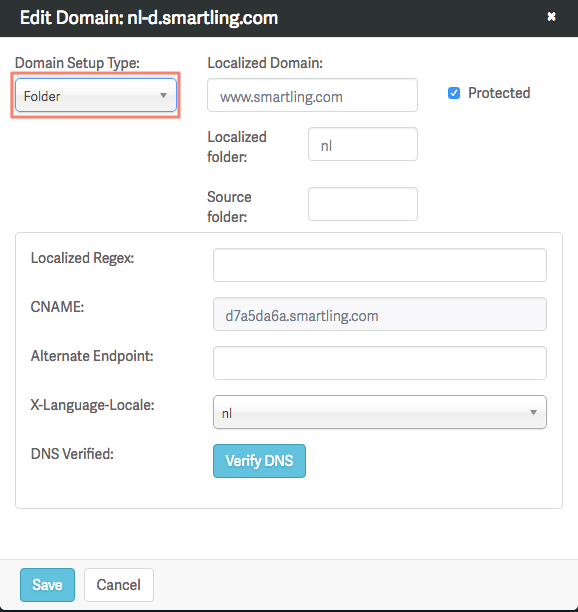 Edit Domain: nl-d.smartling.com ✖
Domain Setup Type: Localized Domain:
Folder www.smartling.com Protected
Localized folder: nl
Source folder:
Localized Regex:
CNAME: d7a5da6a.smartling.com
Alternate Endpoint:
X-Language-Locale: nl
DNS Verified: Verify DNS
Save Cancel